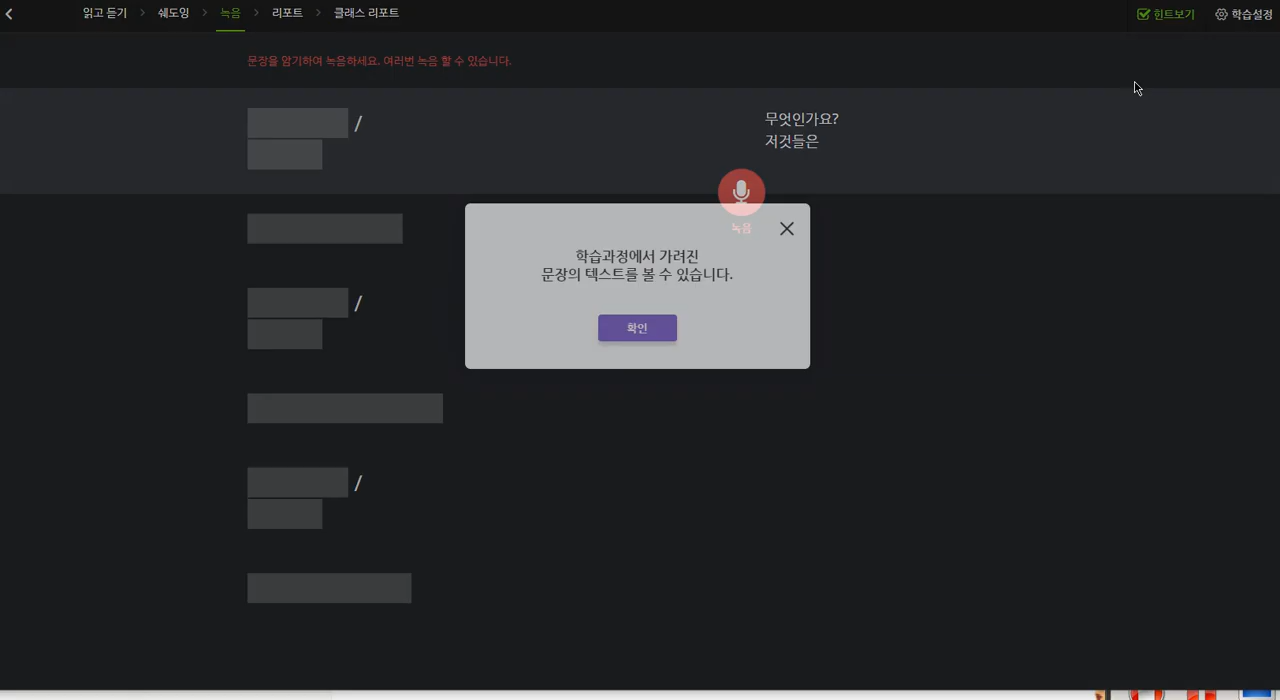 읽고 듣기 > 쉐도잉 > 녹음 > 리포트 > 클래스 리포트
힌트보기 학습설정
문장을 암기하여 녹음하세요. 여러번 녹음 할 수 있습니다.
/
무엇인가요?
저것들은
녹음
학습과정에서 가려진
문장의 텍스트를 볼 수 있습니다.
확인
/
/